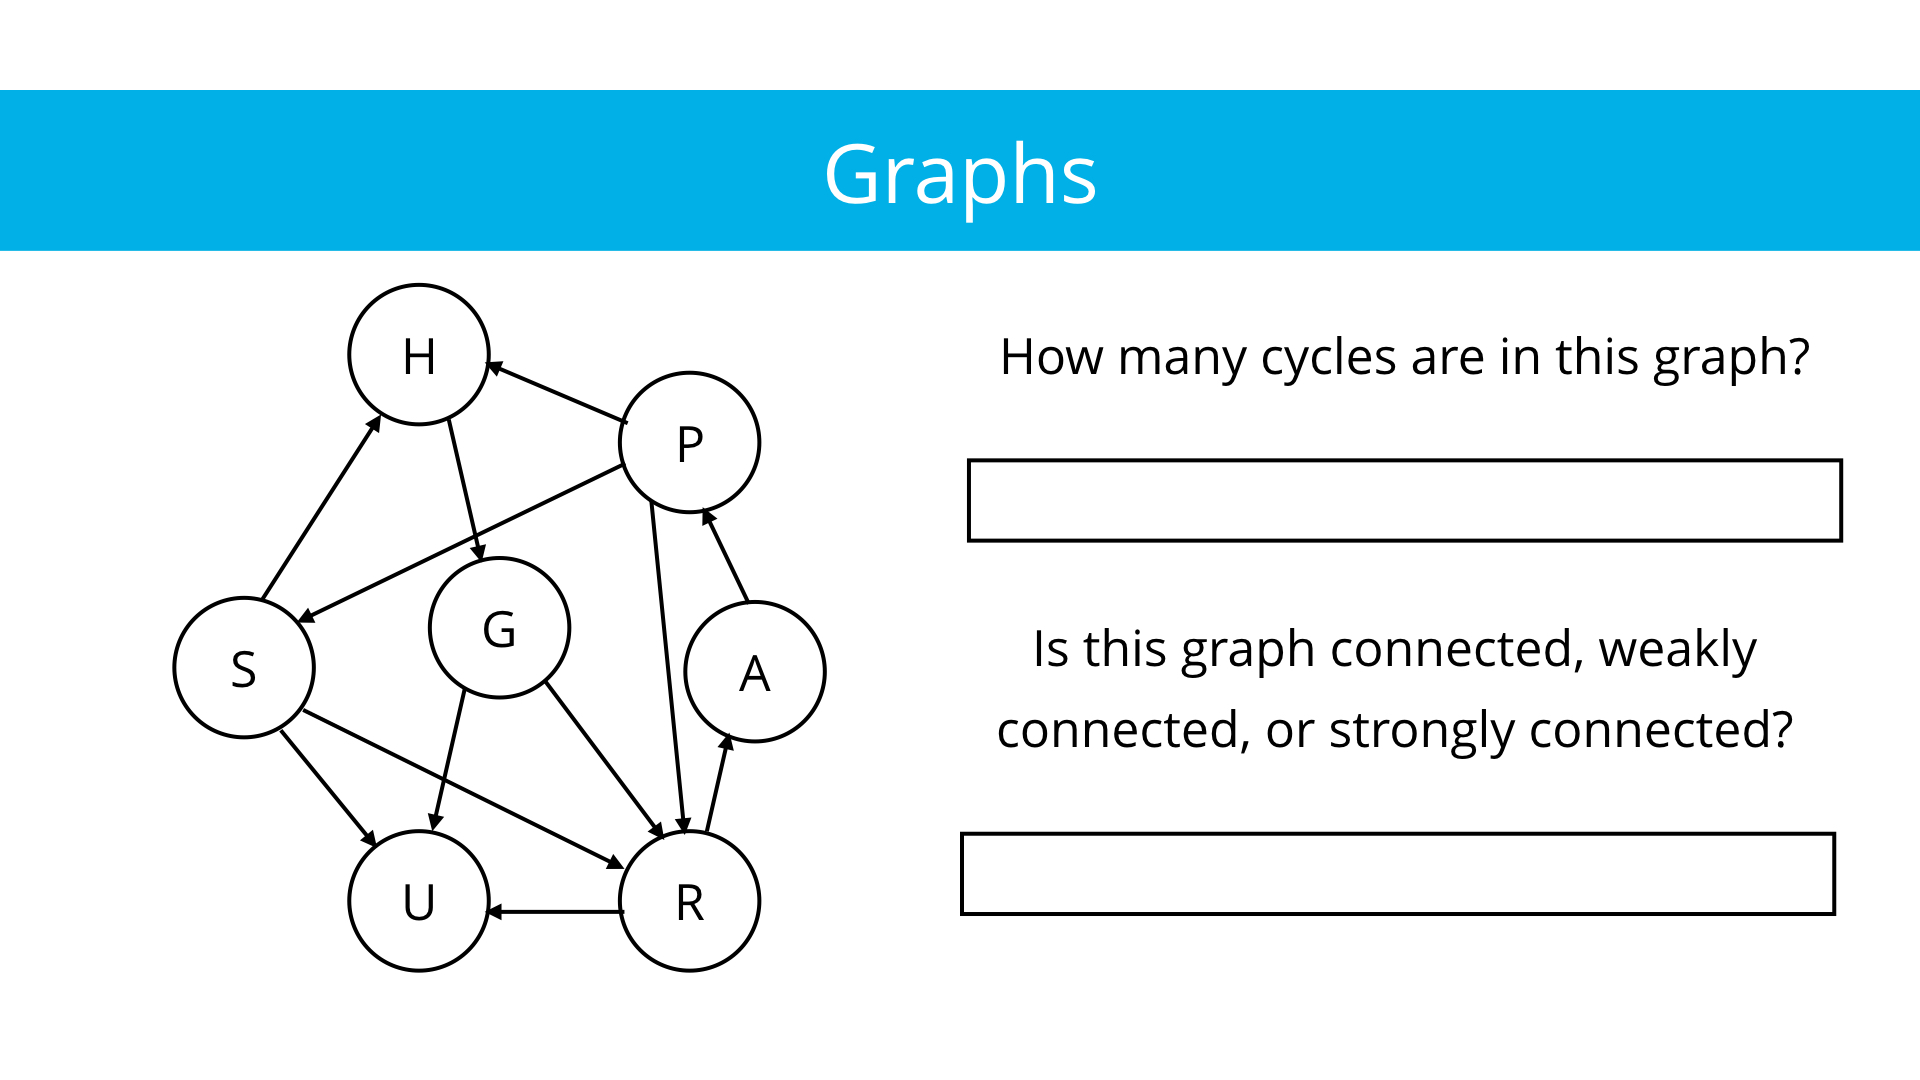 Graphs
H
P
S
G
A
U
R
How many cycles are in this graph?
Is this graph connected, weakly
connected, or strongly connected?